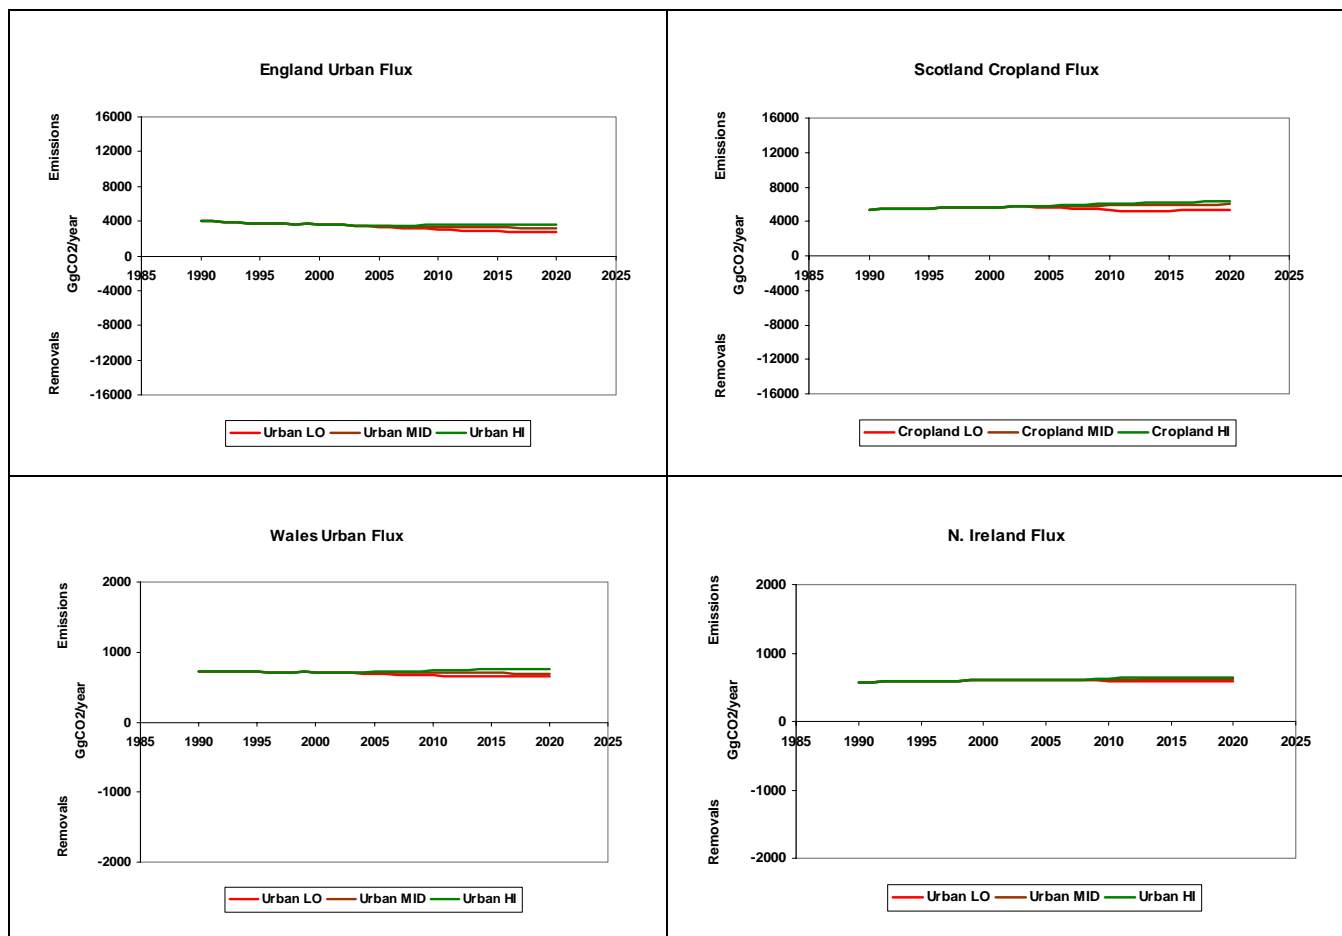 England Urban Flux
Emissions
GgCO2/year
Removals
16000
12000
8000
4000
0
-4000
-8000
-12000
-16000
1985 1990 1995 2000 2005 2010 2015 2020 2025
Urban LO Urban MID Urban HI
Scotland Cropland Flux
Emissions
GgCO2/year
Removals
16000
12000
8000
4000
0
-4000
-8000
-12000
-16000
1985 1990 1995 2000 2005 2010 2015 2020 2025
Cropland LO Cropland MID Cropland HI
Wales Urban Flux
Emissions
GgCO2/year
Removals
2000
1000
0
-1000
-2000
1985 1990 1995 2000 2005 2010 2015 2020 2025
Urban LO Urban MID Urban HI
N. Ireland Flux
Emissions
GgCO2/year
Removals
2000
1000
0
-1000
-2000
1985 1990 1995 2000 2005 2010 2015 2020 2025
Urban LO Urban MID Urban HI